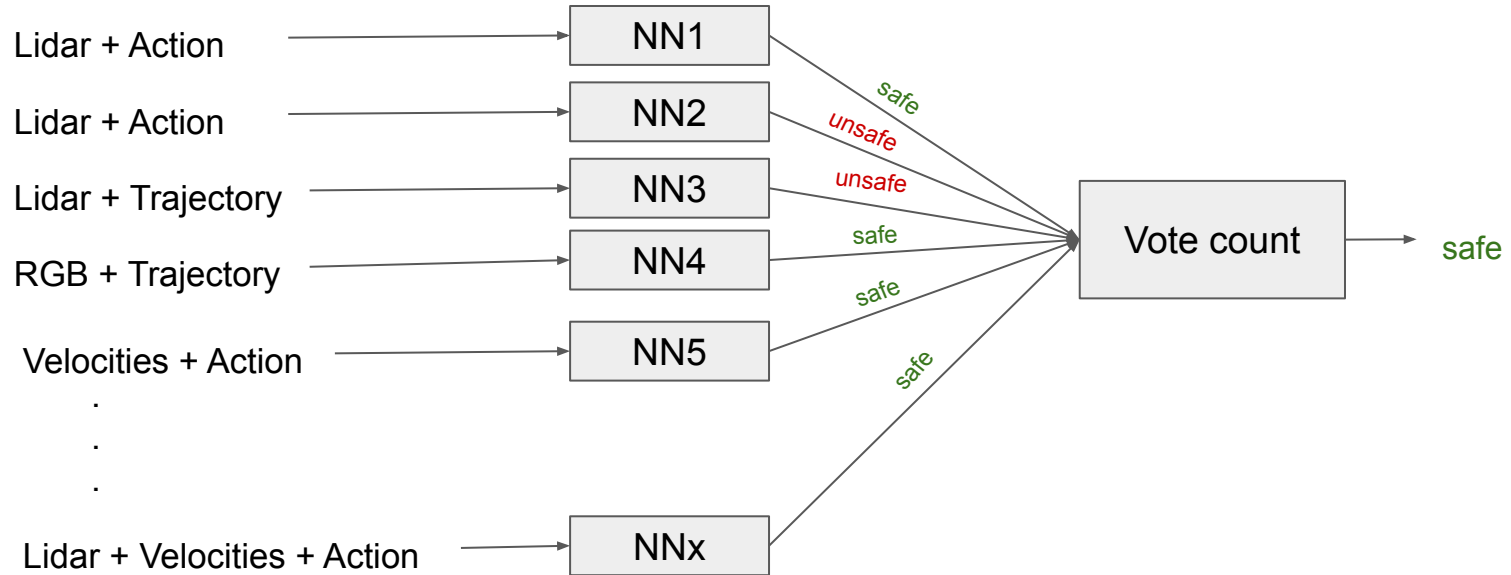 Lidar + Action
NN1
safe
Lidar + Action
NN2
unsafe
Lidar + Trajectory
NN3
unsafe
RGB + Trajectory
NN4
safe
Velocities + Action
NN5
safe
.
.
.
Lidar + Velocities + Action
NNx
safe
Vote count
safe